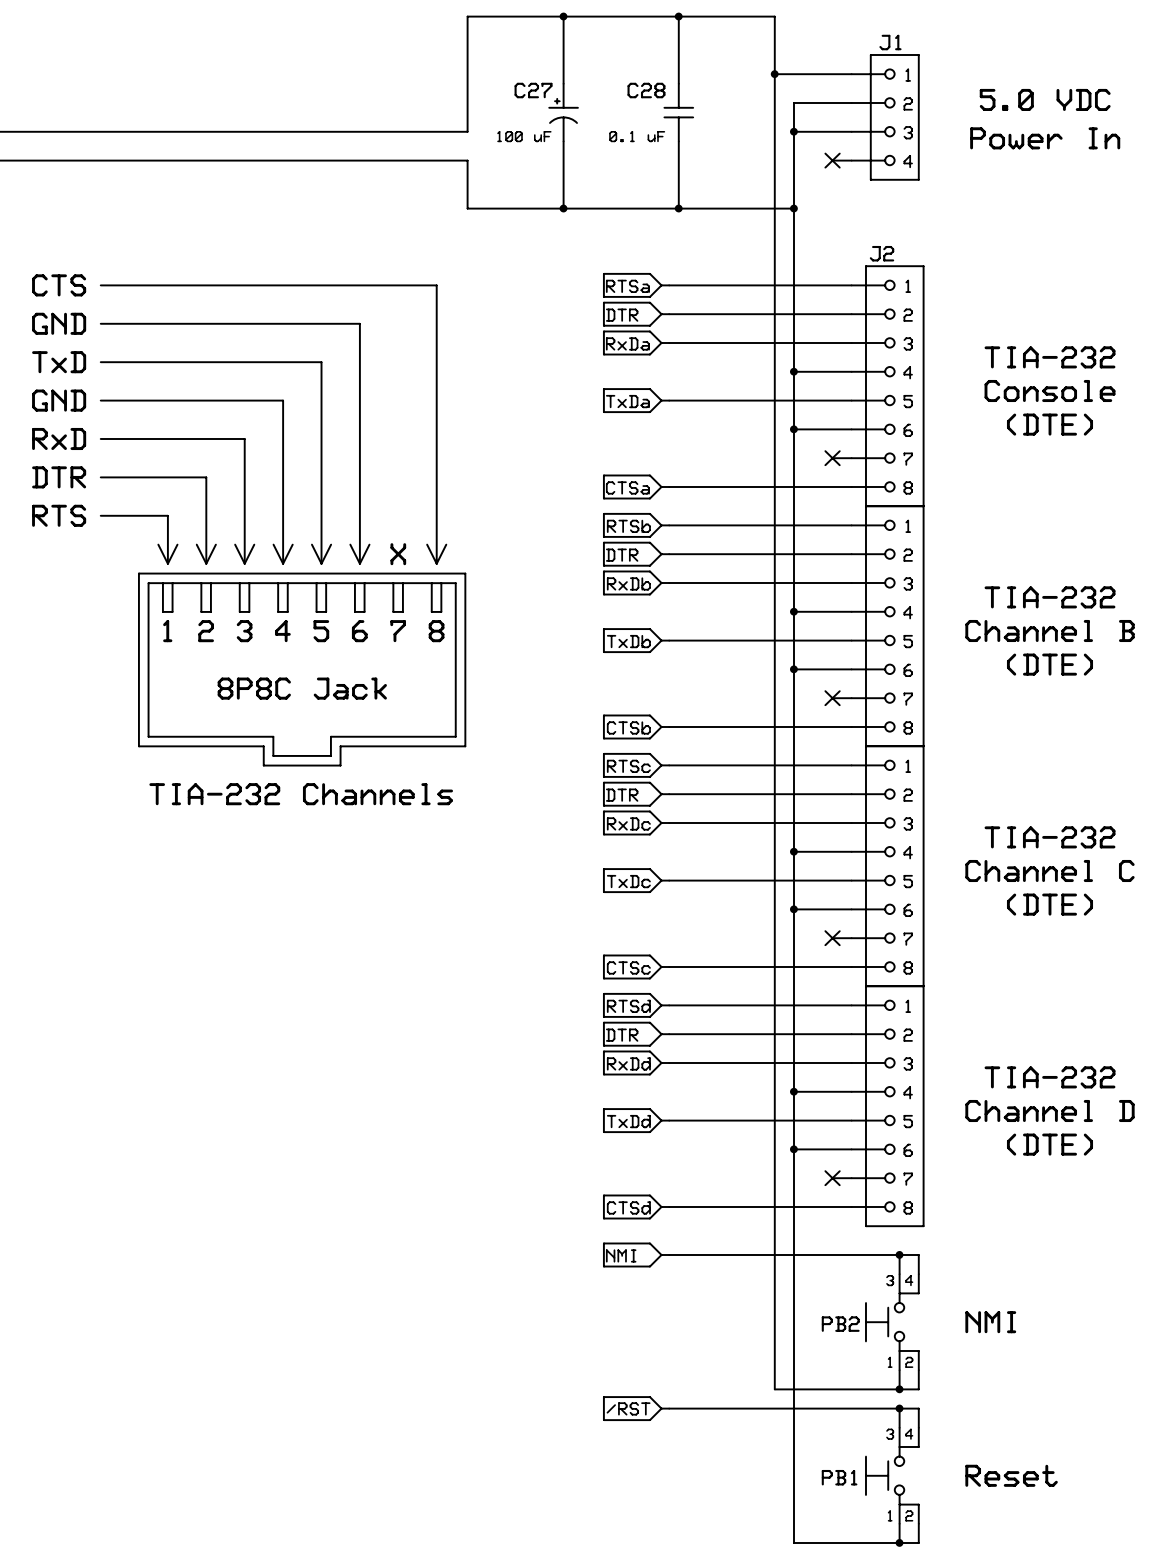 J1
C27
+
100 uF
C28
0.1 uF
1
2
3
4
5.0 VDC
Power In
CTS
GND
TxD
GND
RxD
DTR
RTS
X
1 2 3 4 5 6 7 8
8P8C Jack
TIA-232 Channels
J2
RTSa 1
DTR 2
RxDa 3
4
TxDa 5
6
7
CTSa 8
TIA-232
Console
(DTE)
RTSb 1
DTR 2
RxDb 3
4
TxDb 5
6
7
CTSb 8
TIA-232
Channel B
(DTE)
RTSc 1
DTR 2
RxDc 3
4
TxDc 5
6
7
CTSc 8
TIA-232
Channel C
(DTE)
RTSd 1
DTR 2
RxDd 3
4
TxDd 5
6
7
CTSd 8
TIA-232
Channel D
(DTE)
NMI
3 4
PB2
1 2
NMI
/RST
3 4
PB1
1 2
Reset